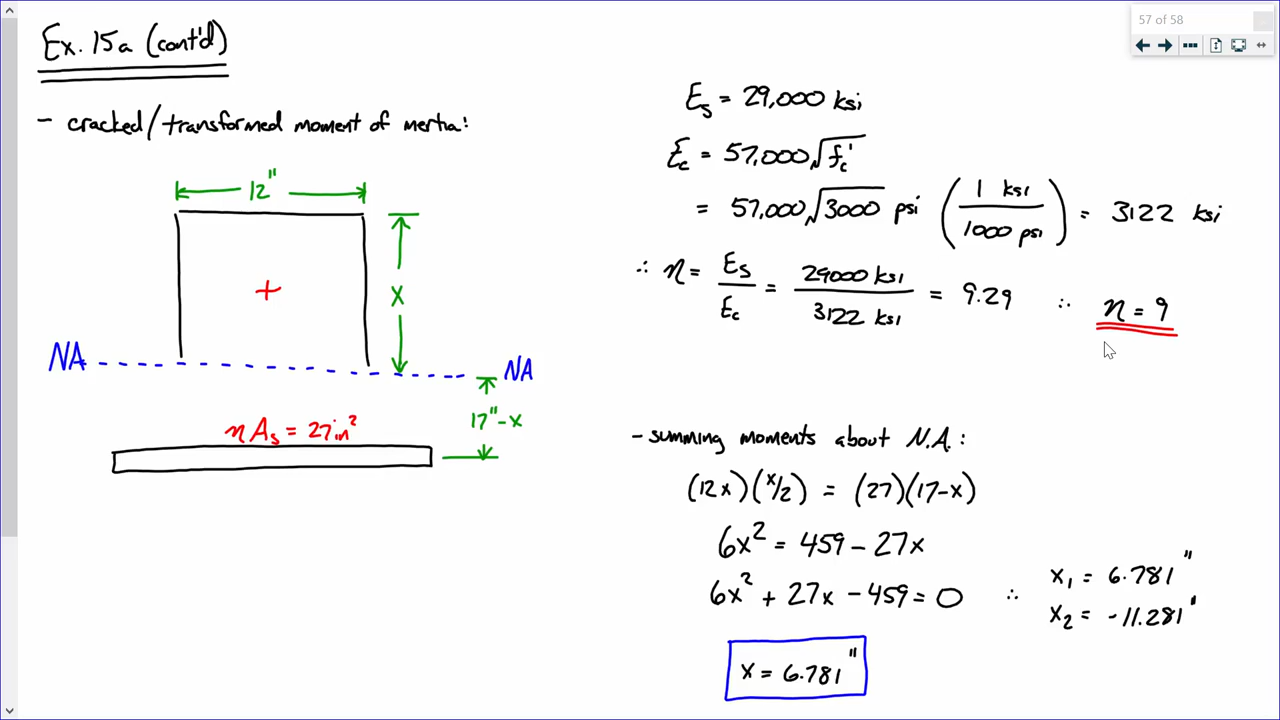 57 of 58
Ex. 15a (cont'd)
- cracked/transformed moment of inertia:
12"
X
NA
NA
17"-x
nAs = 27in²
Es = 29,000 ksi
Ec = 57,000√fc'
= 57,000√3000 psi (1 ksi / 1000 psi) = 3122 ksi
∴ n = Es/Ec = 29000 ksi / 3122 ksi = 9.29 ∴ n = 9
- summing moments about N.A.:
(12x)(x/2) = (27)(17-x)
6x² = 459 - 27x
6x² + 27x - 459 = 0 ∴ x₁ = 6.781"
x₂ = -11.281"
x = 6.781"